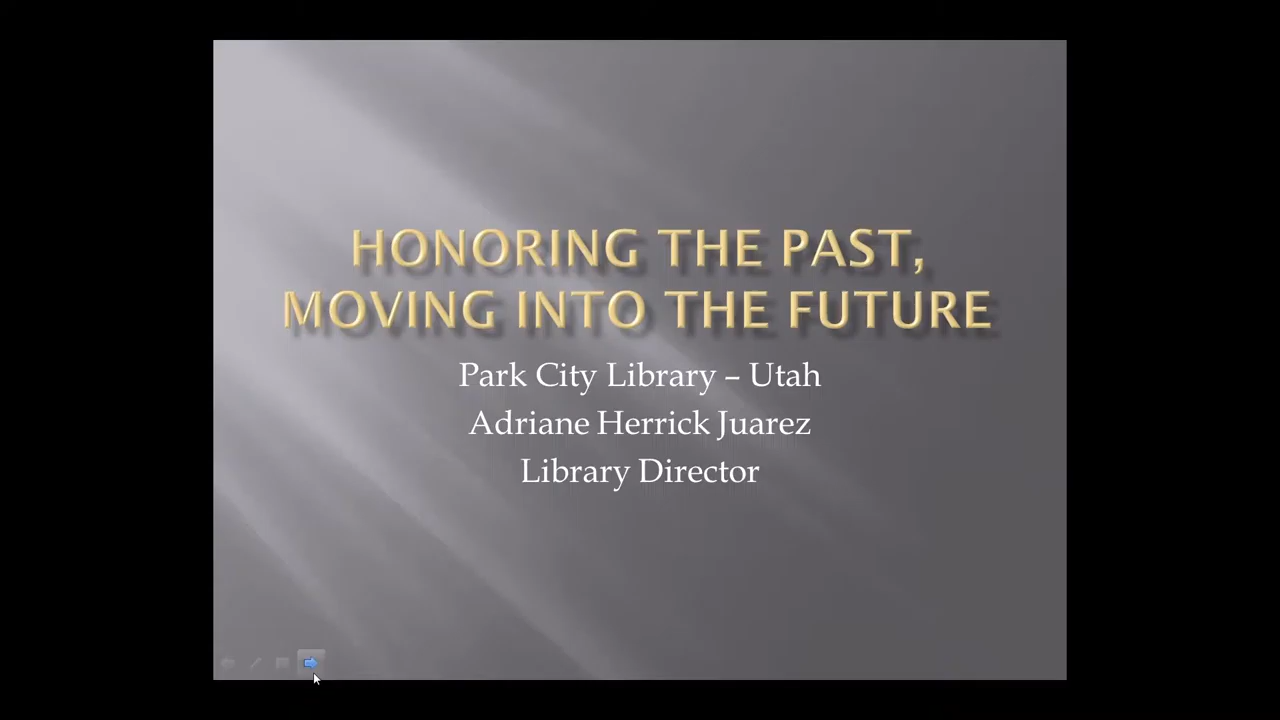 HONORING THE PAST,
MOVING INTO THE FUTURE
Park City Library – Utah
Adriane Herrick Juarez
Library Director